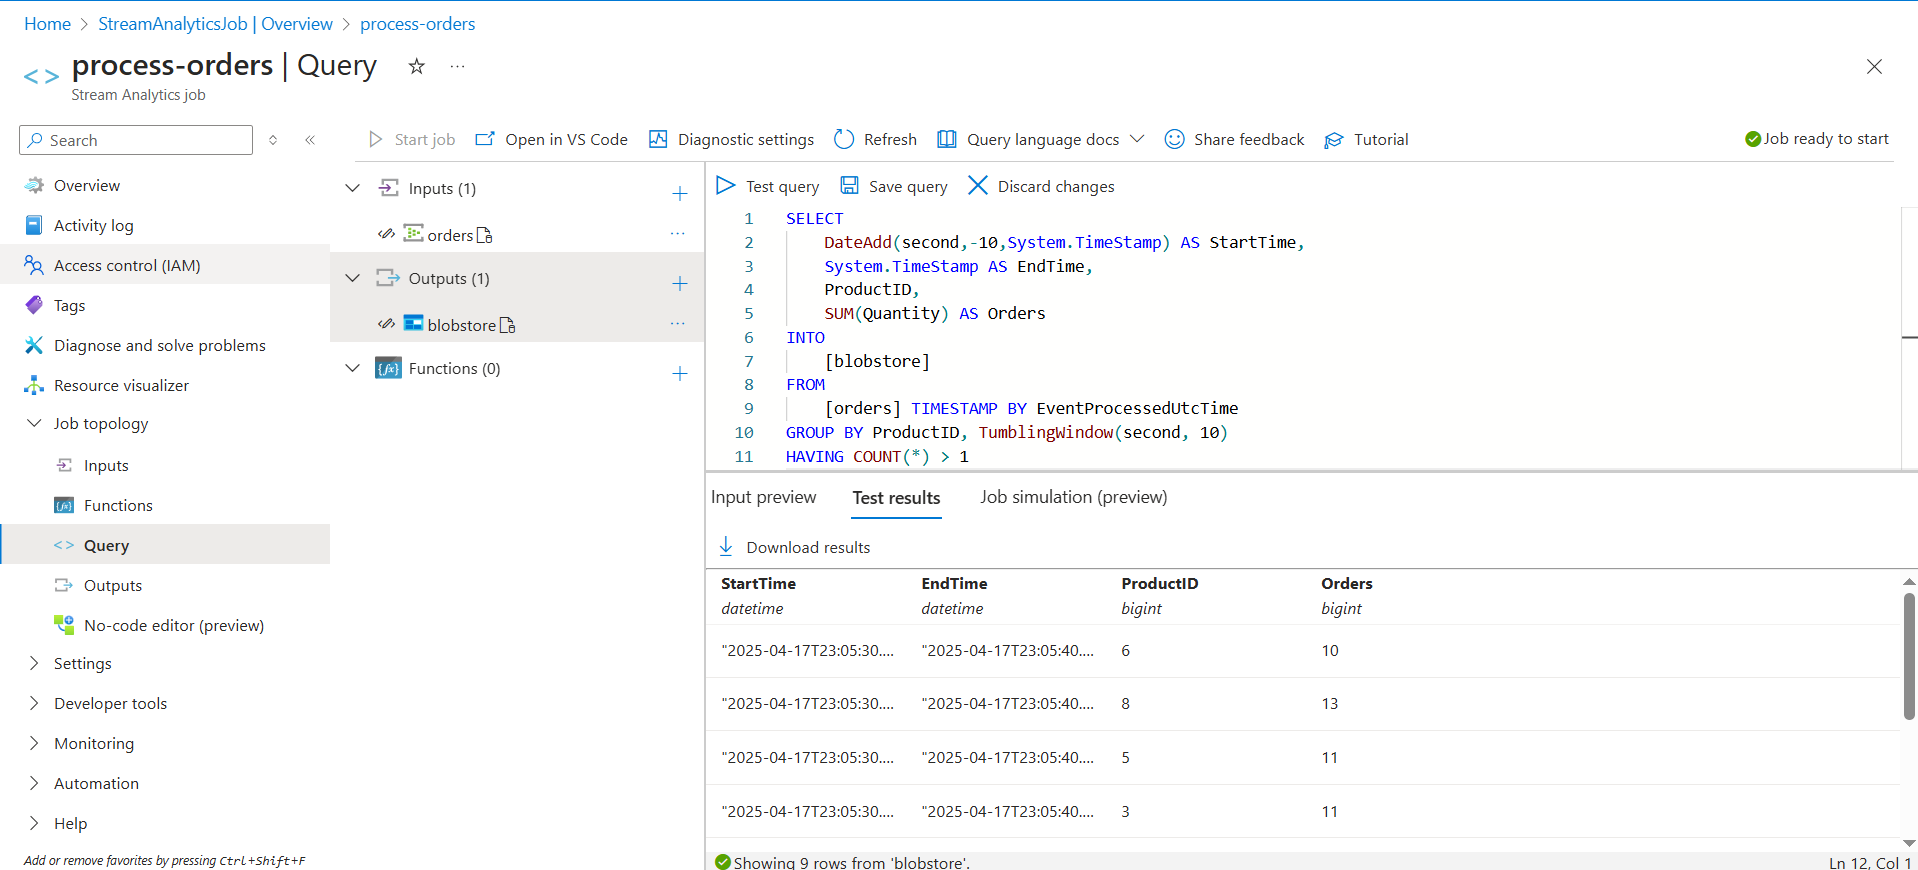 Home > StreamAnalyticsJob | Overview > process-orders
process-orders | Query
Stream Analytics job
Search
Start job Open in VS Code Diagnostic settings Refresh Query language docs Share feedback Tutorial Job ready to start
Overview
Activity log
Access control (IAM)
Tags
Diagnose and solve problems
Resource visualizer
Job topology
Inputs
Functions
Query
Outputs
No-code editor (preview)
Settings
Developer tools
Monitoring
Automation
Help
Add or remove favorites by pressing Ctrl+Shift+F
Inputs (1)
orders
Outputs (1)
blobstore
Functions (0)
Test query Save query Discard changes
1 SELECT
2 DateAdd(second,-10,System.TimeStamp) AS StartTime,
3 System.TimeStamp AS EndTime,
4 ProductID,
5 SUM(Quantity) AS Orders
6 INTO
7 [blobstore]
8 FROM
9 [orders] TIMESTAMP BY EventProcessedUtcTime
10 GROUP BY ProductID, TumblingWindow(second, 10)
11 HAVING COUNT(*) > 1
Input preview Test results Job simulation (preview)
Download results
StartTime EndTime ProductID Orders
datetime datetime bigint bigint
"2025-04-17T23:05:30.... "2025-04-17T23:05:40.... 6 10
"2025-04-17T23:05:30.... "2025-04-17T23:05:40.... 8 13
"2025-04-17T23:05:30.... "2025-04-17T23:05:40.... 5 11
"2025-04-17T23:05:30.... "2025-04-17T23:05:40.... 3 11
Showing 9 rows from 'blobstore'.
Ln 12, Col 1